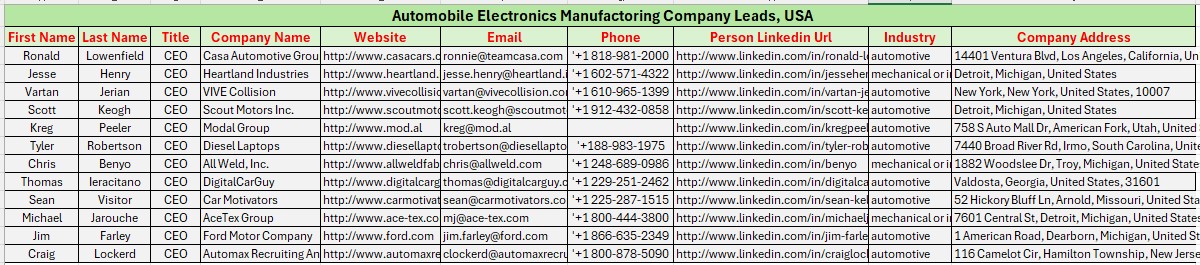 Automobile Electronics Manufactoring Company Leads, USA
First Name Last Name Title Company Name Website Email Phone Person Linkedin Url Industry Company Address
Ronald Lowenfield CEO Casa Automotive Grou http://www.casacars.c ronnie@teamcasa.com '+1 818-981-2000 http://www.linkedin.com/in/ronald-l automotive 14401 Ventura Blvd, Los Angeles, California, Un
Jesse Henry CEO Heartland Industries http://www.heartland. jesse.henry@heartland.i '+1 602-571-4322 http://www.linkedin.com/in/jessehen mechanical or i Detroit, Michigan, United States
Vartan Jerian CEO VIVE Collision http://www.vivecollisio vartan@vivecollision.co '+1 610-965-1399 http://www.linkedin.com/in/vartan-je automotive New York, New York, United States, 10007
Scott Keogh CEO Scout Motors Inc. http://www.scoutmot scott.keogh@scoutmot '+1 912-432-0858 http://www.linkedin.com/in/scott-ke automotive Detroit, Michigan, United States
Kreg Peeler CEO Modal Group http://www.mod.al kreg@mod.al http://www.linkedin.com/in/kregpeel automotive 758 S Auto Mall Dr, American Fork, Utah, United
Tyler Robertson CEO Diesel Laptops http://www.diesellapt trobertson@diesellapto '+188-983-1975 http://www.linkedin.com/in/tyler-rob automotive 7440 Broad River Rd, Irmo, South Carolina, Unit
Chris Benyo CEO All Weld, Inc. http://www.allweldfab chris@allweld.com '+1 248-689-0986 http://www.linkedin.com/in/benyo mechanical or i 1882 Woodslee Dr, Troy, Michigan, United States
Thomas Ieracitano CEO DigitalCarGuy http://www.digitalcarg thomas@digitalcarguy.c '+1 229-251-2462 http://www.linkedin.com/in/digitalca automotive Valdosta, Georgia, United States, 31601
Sean Visitor CEO Car Motivators http://www.carmotivat sean@carmotivators.co '+1 225-287-1515 http://www.linkedin.com/in/sean-kel automotive 52 Hickory Bluff Ln, Arnold, Missouri, United Sta
Michael Jarouche CEO AceTex Group http://www.ace-tex.co mj@ace-tex.com '+1 800-444-3800 http://www.linkedin.com/in/michaelj mechanical or i 7601 Central St, Detroit, Michigan, United States
Jim Farley CEO Ford Motor Company http://www.ford.com jim.farley@ford.com '+1 866-635-2349 http://www.linkedin.com/in/jim-farle automotive 1 American Road, Dearborn, Michigan, United S
Craig Lockerd CEO Automax Recruiting An http://www.automaxre clockerd@automaxrecru '+1 800-878-5090 http://www.linkedin.com/in/craigloc automotive 116 Camelot Cir, Hamilton Township, New Jers